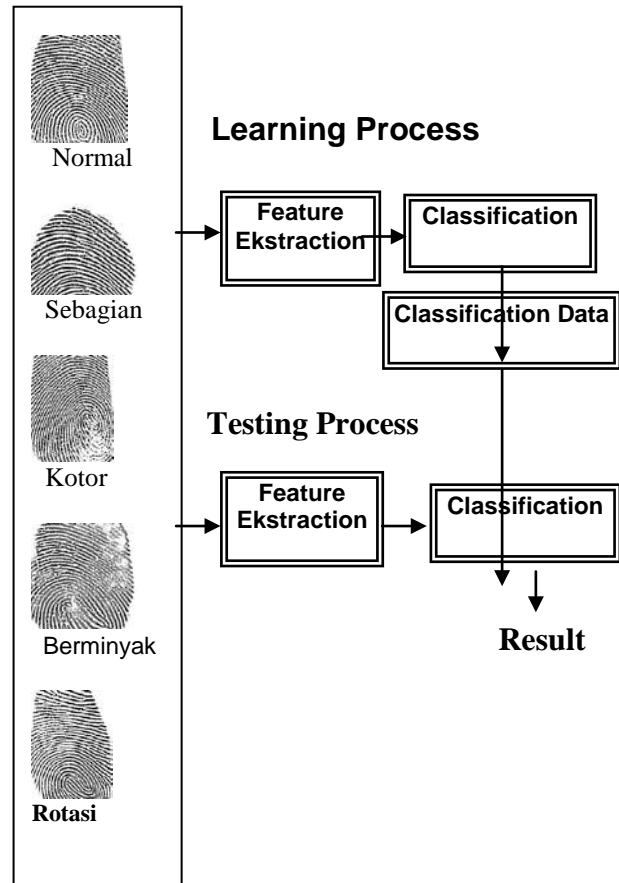 Normal
Sebagian
Kotor
Berminyak
Rotasi
Learning Process
Feature
Ekstraction
Classification
Classification Data
Testing Process
Feature
Ekstraction
Classification
Result